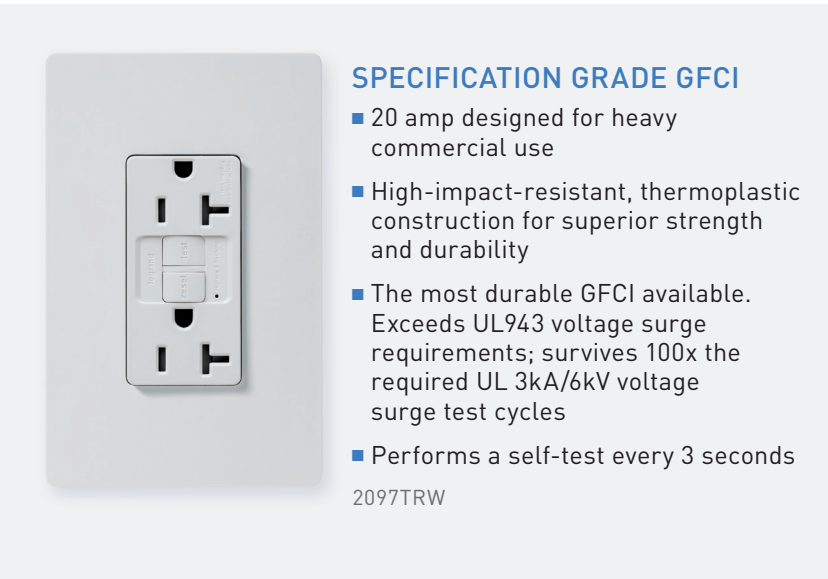 SPECIFICATION GRADE GFCI
■ 20 amp designed for heavy
commercial use
■ High-impact-resistant, thermoplastic
construction for superior strength
and durability
■ The most durable GFCI available.
Exceeds UL943 voltage surge
requirements; survives 100x the
required UL 3kA/6kV voltage
surge test cycles
■ Performs a self-test every 3 seconds
2097TRW
test
reset
legrand